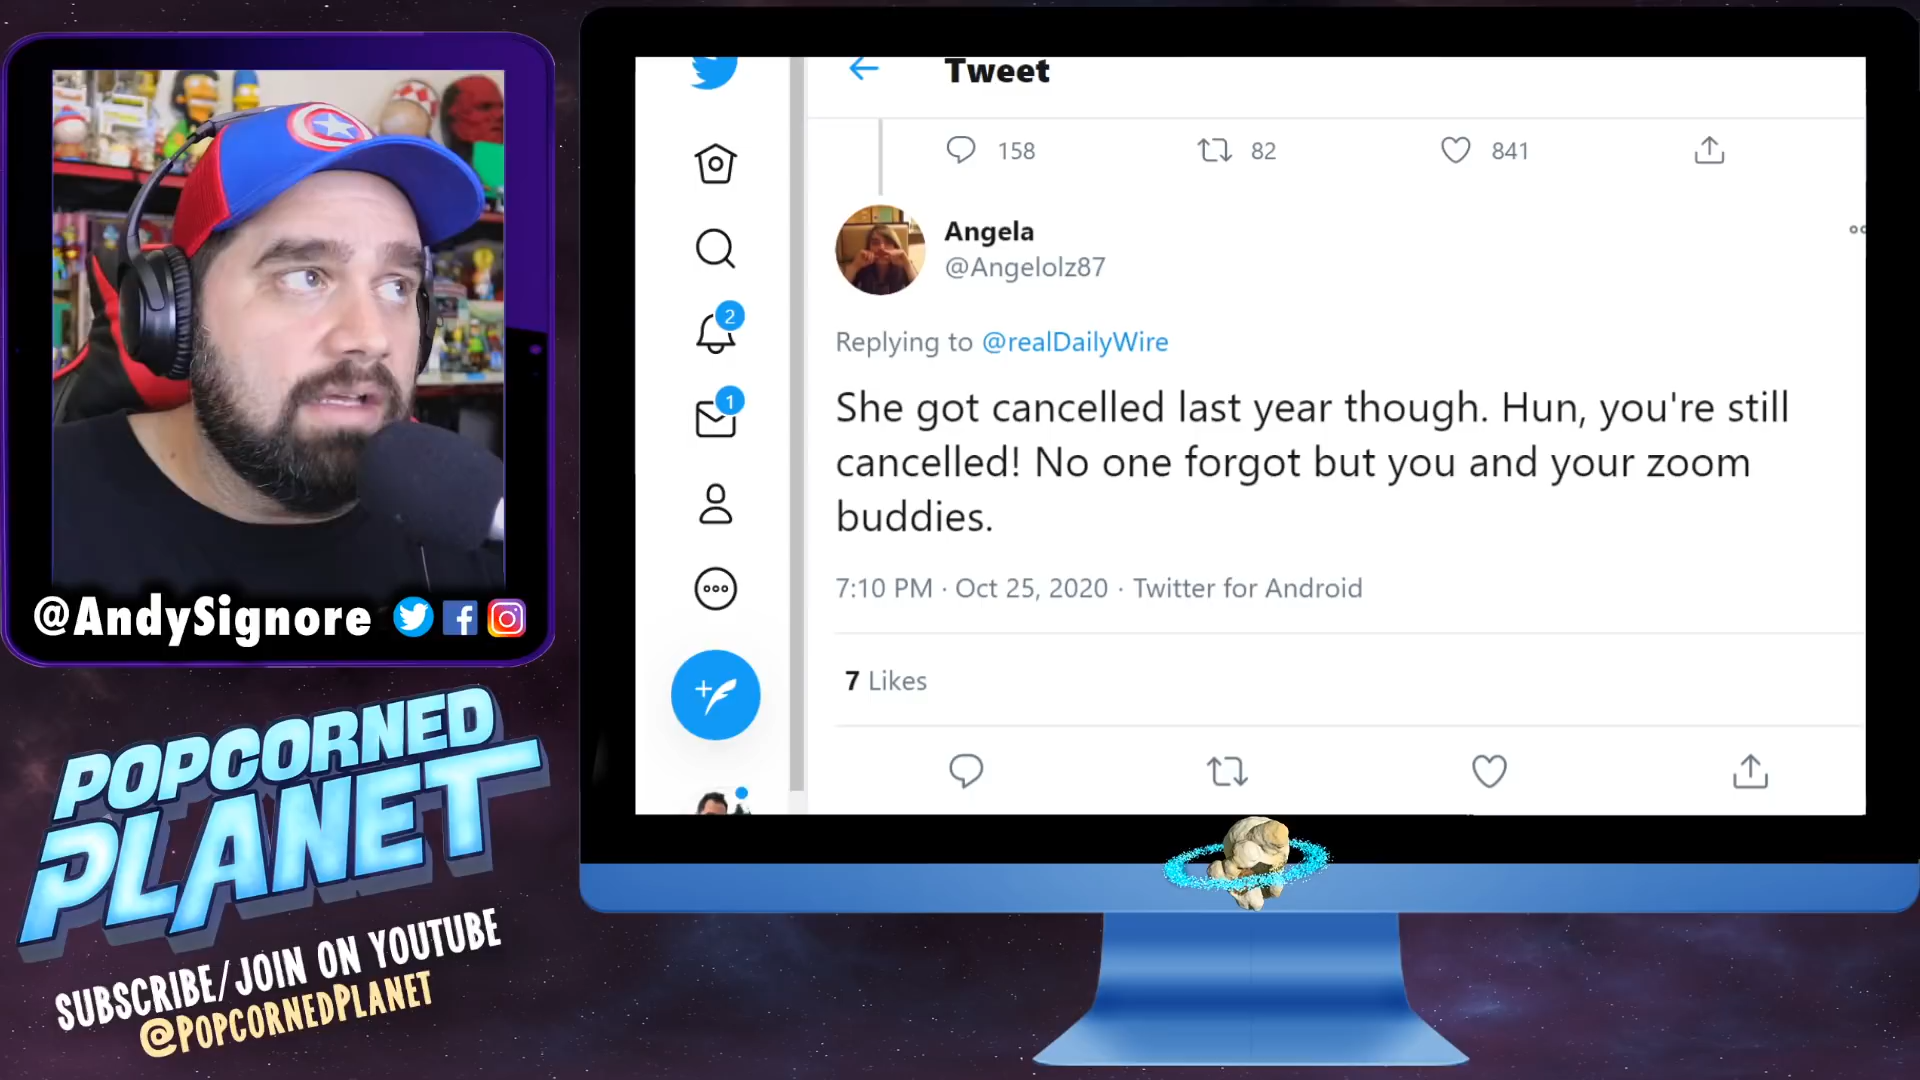 @AndySignore
POPCORNED
PLANET
SUBSCRIBE/JOIN ON YOUTUBE
@POPCORNEDPLANET
Tweet
158 82 841
Angela
@Angelolz87
Replying to @realDailyWire
She got cancelled last year though. Hun, you're still
cancelled! No one forgot but you and your zoom
buddies.
7:10 PM · Oct 25, 2020 · Twitter for Android
7 Likes
2
1